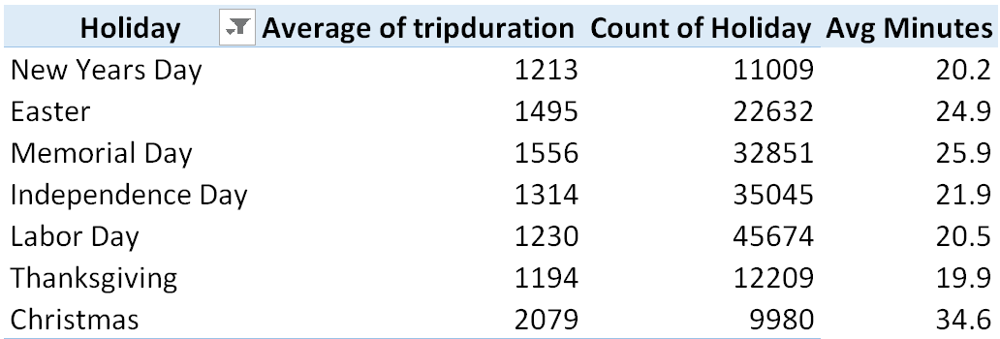 Holiday Average of tripduration Count of Holiday Avg Minutes
New Years Day 1213 11009 20.2
Easter 1495 22632 24.9
Memorial Day 1556 32851 25.9
Independence Day 1314 35045 21.9
Labor Day 1230 45674 20.5
Thanksgiving 1194 12209 19.9
Christmas 2079 9980 34.6